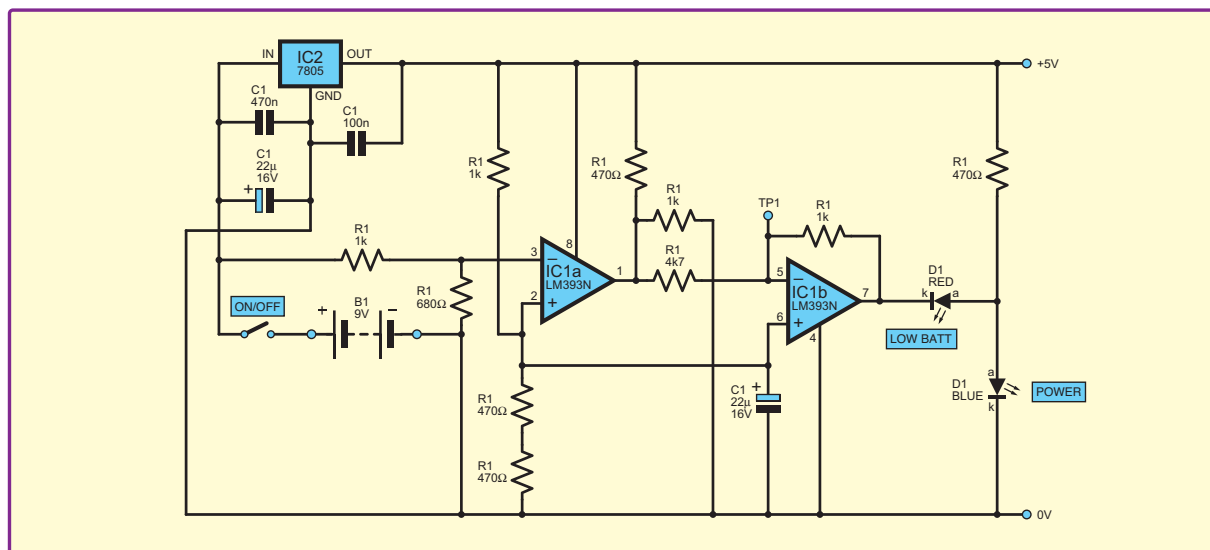 IN
IC2
7805
OUT
GND
+5V
C1
470n
C1
100n
C1
22µ
16V
+
R1
1k
R1
470Ω
R1
1k
R1
4k7
TP1
R1
1k
R1
470Ω
R1
1k
R1
680Ω
3
8
–
IC1a
LM393N
1
2
+
5
–
IC1b
LM393N
7
6
+
4
D1
RED
k
a
LOW BATT
ON/OFF
+
B1
9V
–
C1
22µ
16V
+
a
D1
BLUE
k
POWER
R1
470Ω
R1
470Ω
0V